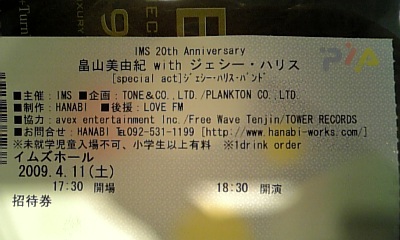 EC
9
-Turn
UXURY
IMS 20th Anniversary
畠山美由紀 with ジェシー・ハリス
[special act]ジェシー・ハリス・バンド
■主催：IMS ■企画：TONE&CO.,LTD. /PLANKTON CO.,LTD.
■制作：HANABI ■後援：LOVE FM
■協力：avex entertainment Inc./Free Wave Tenjin/TOWER RECORDS
■お問合せ：HANABI ℡092-531-1199 [http://www.hanabi-works.com/]
※未就学児童入場不可、小学生以上有料 ※1drink order
イムズホール
2009.4.11(土)
17:30 開場 18:30 開演
招待券